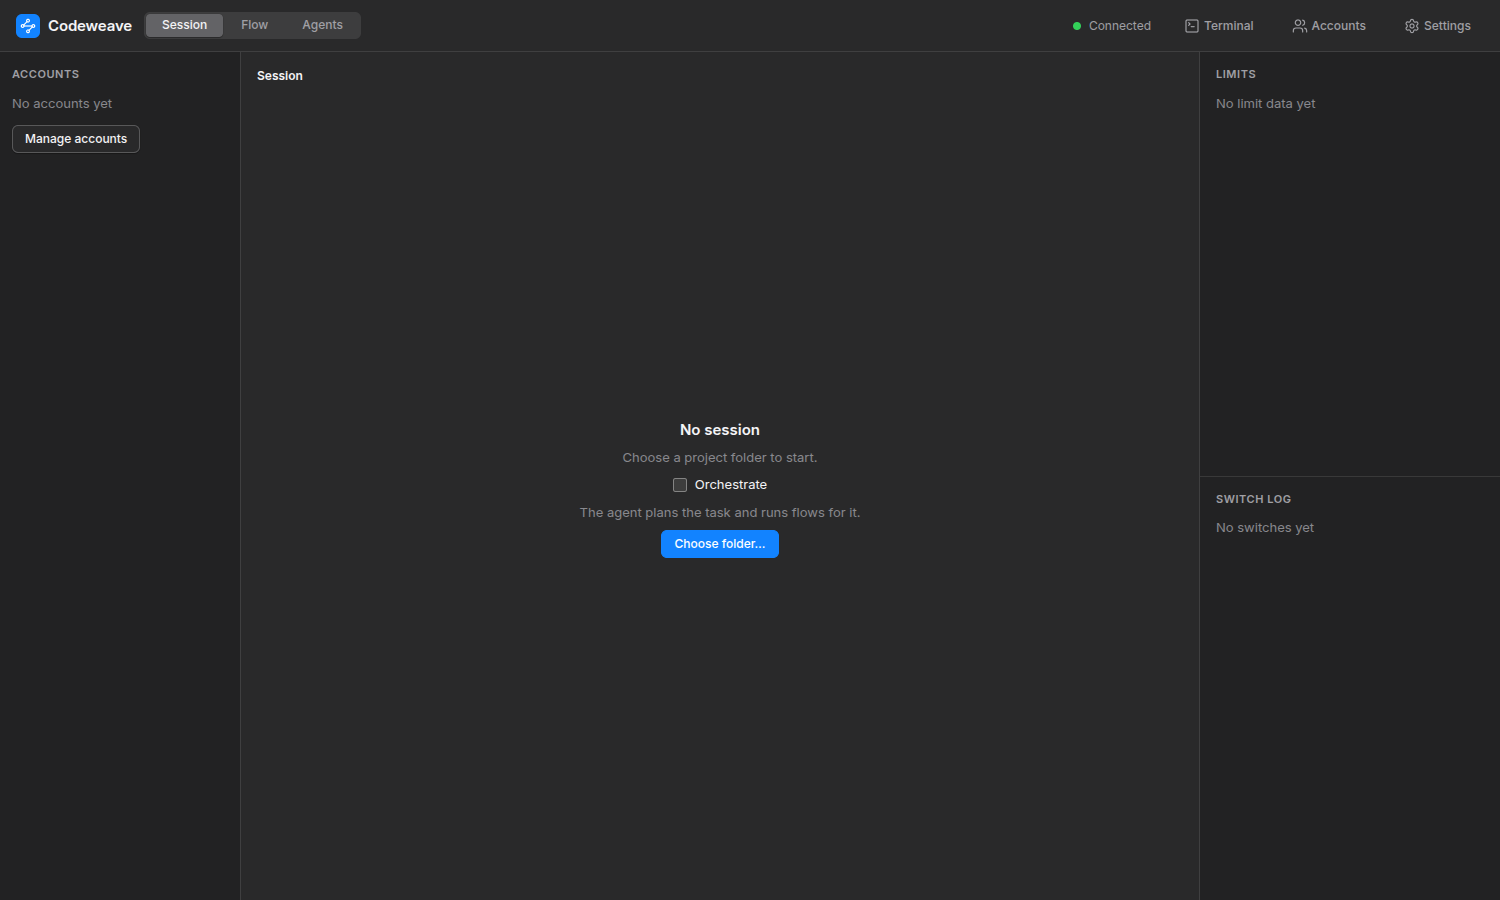 Codeweave
Session
Flow
Agents
Connected
Terminal
Accounts
Settings
ACCOUNTS
No accounts yet
Manage accounts
Session
No session
Choose a project folder to start.
Orchestrate
The agent plans the task and runs flows for it.
Choose folder...
LIMITS
No limit data yet
SWITCH LOG
No switches yet